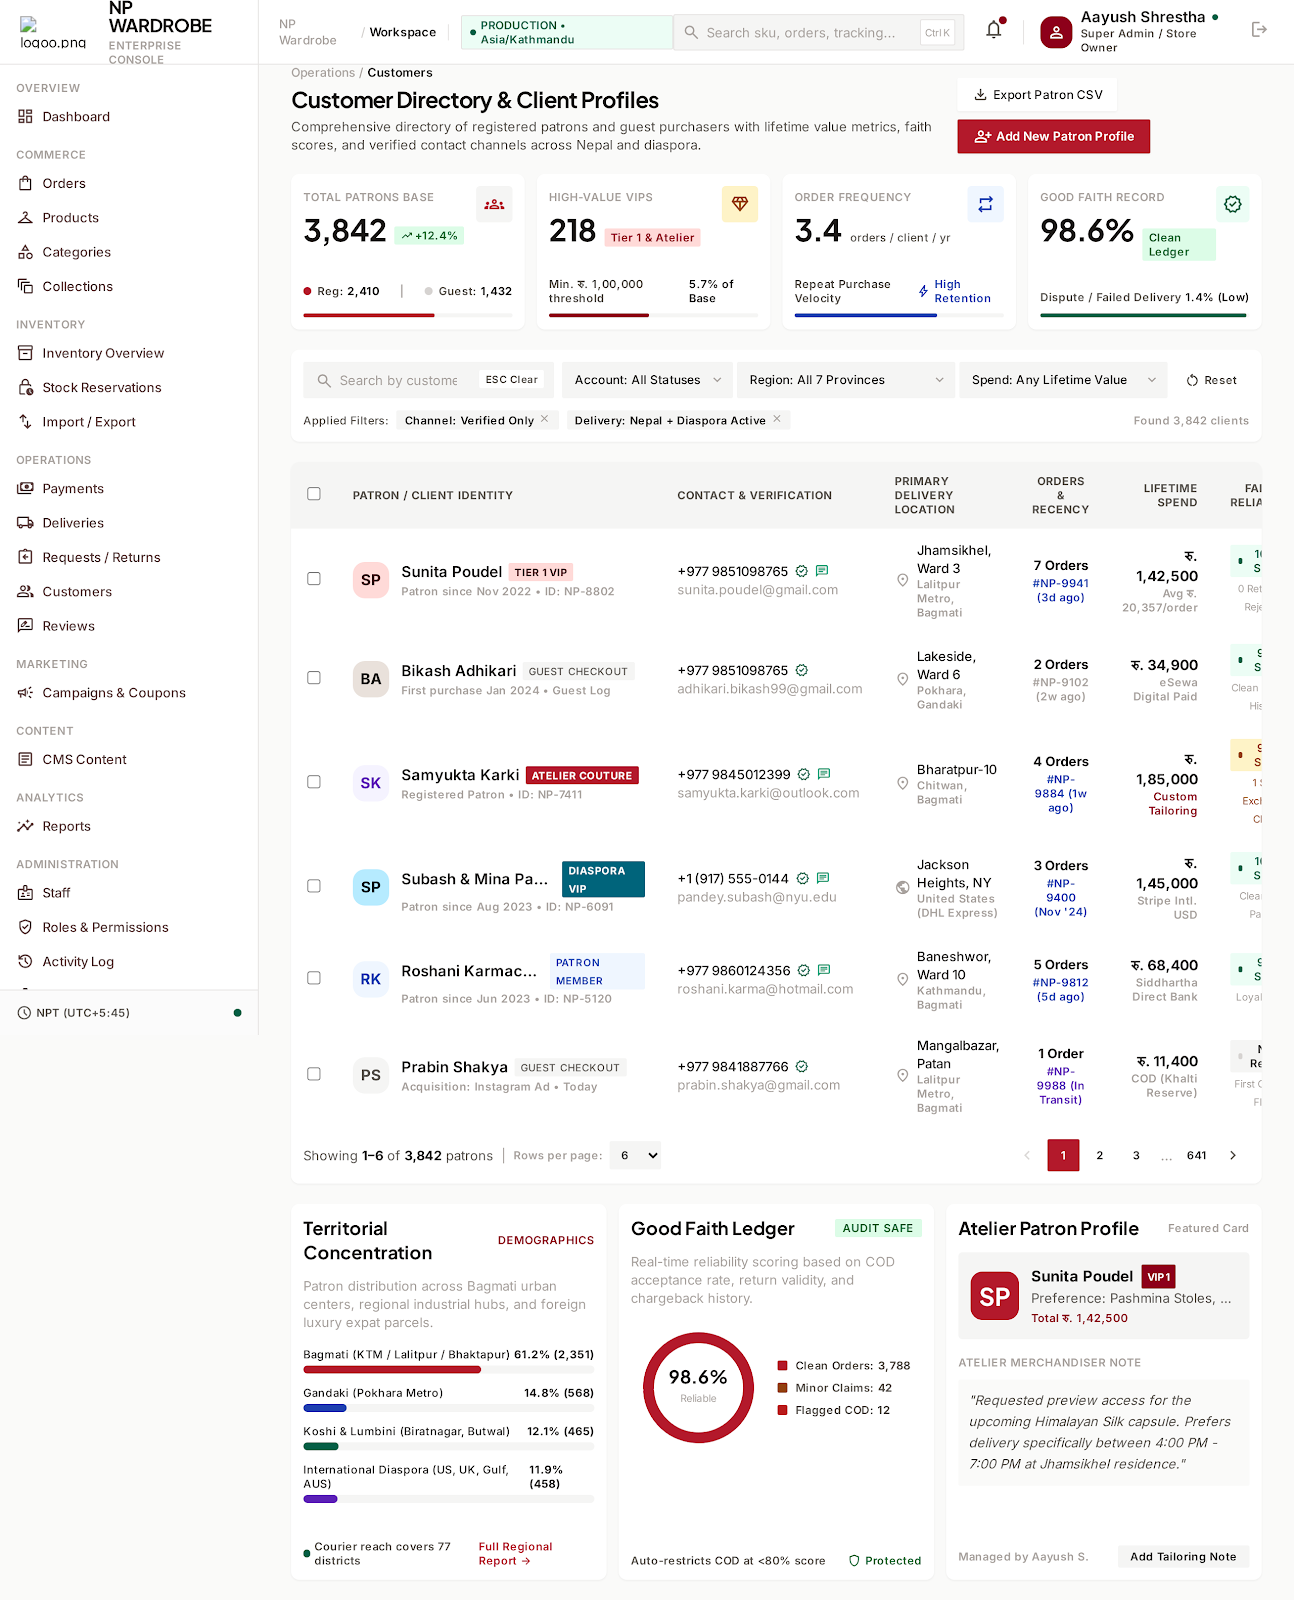 logoo.png
NP
WARDROBE
ENTERPRISE
CONSOLE
NP
Wardrobe
/ Workspace
PRODUCTION •
Asia/Kathmandu
Search sku, orders, tracking...
Ctrl K
Aayush Shrestha
Super Admin / Store
Owner
OVERVIEW
Dashboard
COMMERCE
Orders
Products
Categories
Collections
INVENTORY
Inventory Overview
Stock Reservations
Import / Export
OPERATIONS
Payments
Deliveries
Requests / Returns
Customers
Reviews
MARKETING
Campaigns & Coupons
CONTENT
CMS Content
ANALYTICS
Reports
ADMINISTRATION
Staff
Roles & Permissions
Activity Log
NPT (UTC+5:45)
Operations / Customers
Customer Directory & Client Profiles
Comprehensive directory of registered patrons and guest purchasers with lifetime value metrics, faith
scores, and verified contact channels across Nepal and diaspora.
Export Patron CSV
Add New Patron Profile
TOTAL PATRONS BASE
3,842
+12.4%
Reg: 2,410 | Guest: 1,432
HIGH-VALUE VIPS
218
Tier 1 & Atelier
Min. रु. 1,00,000
threshold
5.7% of
Base
ORDER FREQUENCY
3.4 orders / client / yr
Repeat Purchase
Velocity
High
Retention
GOOD FAITH RECORD
98.6%
Clean
Ledger
Dispute / Failed Delivery 1.4% (Low)
Search by custome
ESC Clear
Account: All Statuses
Region: All 7 Provinces
Spend: Any Lifetime Value
Reset
Applied Filters:
Channel: Verified Only ×
Delivery: Nepal + Diaspora Active ×
Found 3,842 clients
PATRON / CLIENT IDENTITY
CONTACT & VERIFICATION
PRIMARY
DELIVERY
LOCATION
ORDERS
&
RECENCY
LIFETIME
SPEND
FAI
RELIA
SP
Sunita Poudel
TIER 1 VIP
Patron since Nov 2022 • ID: NP-8802
+977 9851098765
sunita.poudel@gmail.com
Jhamsikhel,
Ward 3
Lalitpur
Metro,
Bagmati
7 Orders
#NP-9941
(3d ago)
रु.
1,42,500
Avg रु.
20,357/order
10
S
0 Ret
Reje
BA
Bikash Adhikari
GUEST CHECKOUT
First purchase Jan 2024 • Guest Log
+977 9851098765
adhikari.bikash99@gmail.com
Lakeside,
Ward 6
Pokhara,
Gandaki
2 Orders
#NP-9102
(2w ago)
रु. 34,900
eSewa
Digital Paid
9
S
Clean
His
SK
Samyukta Karki
ATELIER COUTURE
Registered Patron • ID: NP-7411
+977 9845012399
samyukta.karki@outlook.com
Bharatpur-10
Chitwan,
Bagmati
4 Orders
#NP-
9884 (1w
ago)
रु.
1,85,000
Custom
Tailoring
9
S
1 S
Excl
Cl
SP
Subash & Mina Pa...
DIASPORA
VIP
Patron since Aug 2023 • ID: NP-6091
+1 (917) 555-0144
pandey.subash@nyu.edu
Jackson
Heights, NY
United States
(DHL Express)
3 Orders
#NP-
9400
(Nov '24)
रु.
1,45,000
Stripe Intl.
USD
10
S
Clea
Pa
RK
Roshani Karmac...
PATRON
MEMBER
Patron since Jun 2023 • ID: NP-5120
+977 9860124356
roshani.karma@hotmail.com
Baneshwor,
Ward 10
Kathmandu,
Bagmati
5 Orders
#NP-9812
(5d ago)
रु. 68,400
Siddhartha
Direct Bank
9
S
Loyal
PS
Prabin Shakya
GUEST CHECKOUT
Acquisition: Instagram Ad • Today
+977 9841887766
prabin.shakya@gmail.com
Mangalbazar,
Patan
Lalitpur
Metro,
Bagmati
1 Order
#NP-
9988 (In
Transit)
रु. 11,400
COD (Khalti
Reserve)
N
Re
First O
Fl
Showing 1–6 of 3,842 patrons | Rows per page: 6
1 2 3 ... 641
Territorial
Concentration
DEMOGRAPHICS
Patron distribution across Bagmati urban
centers, regional industrial hubs, and foreign
luxury expat parcels.
Bagmati (KTM / Lalitpur / Bhaktapur) 61.2% (2,351)
Gandaki (Pokhara Metro) 14.8% (568)
Koshi & Lumbini (Biratnagar, Butwal) 12.1% (465)
International Diaspora (US, UK, Gulf,
AUS)
11.9%
(458)
Courier reach covers 77
districts
Full Regional
Report →
Good Faith Ledger
AUDIT SAFE
Real-time reliability scoring based on COD
acceptance rate, return validity, and
chargeback history.
98.6%
Reliable
Clean Orders: 3,788
Minor Claims: 42
Flagged COD: 12
Auto-restricts COD at <80% score
Protected
Atelier Patron Profile
Featured Card
SP
Sunita Poudel
VIP 1
Preference: Pashmina Stoles, ...
Total रु. 1,42,500
ATELIER MERCHANDISER NOTE
"Requested preview access for the
upcoming Himalayan Silk capsule. Prefers
delivery specifically between 4:00 PM -
7:00 PM at Jhamsikhel residence."
Managed by Aayush S.
Add Tailoring Note